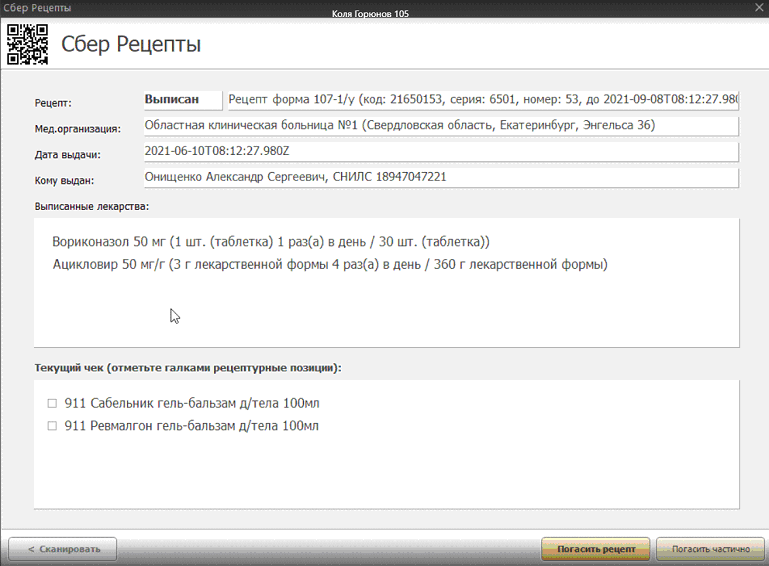 Сбер Рецепты
Коля Горюнов 105
Сбер Рецепты
Рецепт: Выписан Рецепт форма 107-1/у (код: 21650153, серия: 6501, номер: 53, до 2021-09-08T08:12:27.980
Мед.организация: Областная клиническая больница №1 (Свердловская область, Екатеринбург, Энгельса 36)
Дата выдачи: 2021-06-10T08:12:27.980Z
Кому выдан: Онищенко Александр Сергеевич, СНИЛС 18947047221
Выписанные лекарства:
Вориконазол 50 мг (1 шт. (таблетка) 1 раз(а) в день / 30 шт. (таблетка))
Ацикловир 50 мг/г (3 г лекарственной формы 4 раз(а) в день / 360 г лекарственной формы)
Текущий чек (отметьте галками рецептурные позиции):
911 Сабельник гель-бальзам д/тела 100мл
911 Ревмалгон гель-бальзам д/тела 100мл
< Сканировать Погасить рецепт Погасить частично